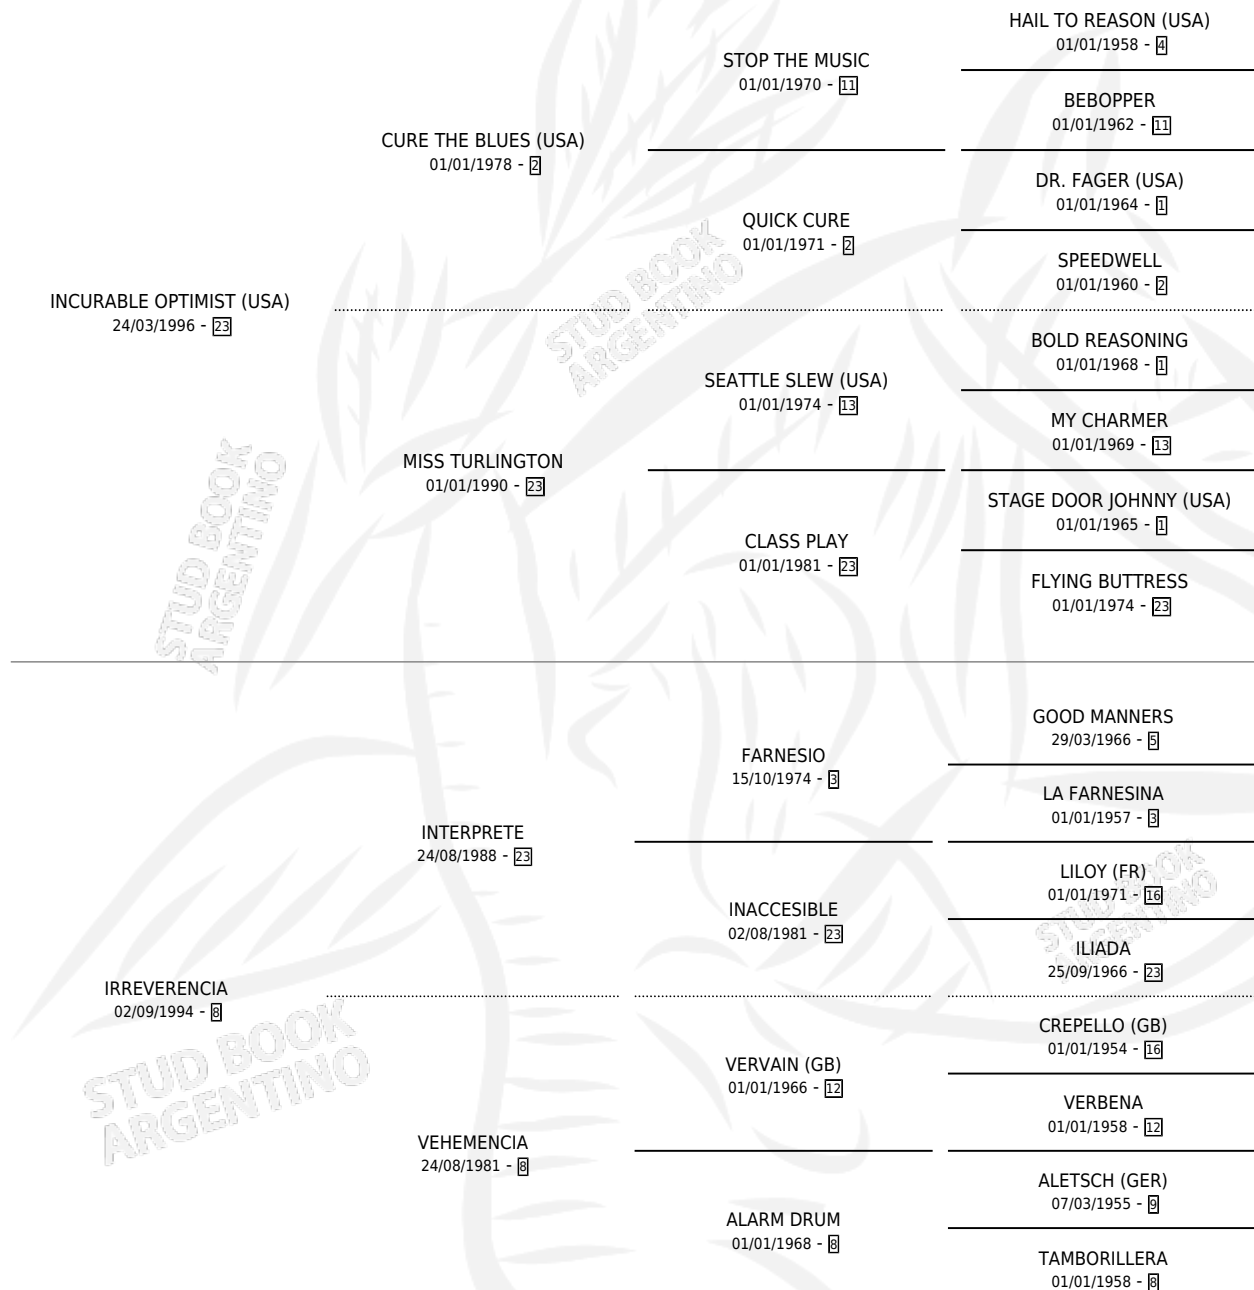 HAIL TO REASON (USA)
01/01/1958 - 4
STOP THE MUSIC
01/01/1970 - 11
BEBOPPER
01/01/1962 - 11
CURE THE BLUES (USA)
01/01/1978 - 2
DR. FAGER (USA)
01/01/1964 - 1
QUICK CURE
01/01/1971 - 2
SPEEDWELL
01/01/1960 - 2
INCURABLE OPTIMIST (USA)
24/03/1996 - 23
BOLD REASONING
01/01/1968 - 1
SEATTLE SLEW (USA)
01/01/1974 - 13
MY CHARMER
01/01/1969 - 13
MISS TURLINGTON
01/01/1990 - 23
STAGE DOOR JOHNNY (USA)
01/01/1965 - 1
CLASS PLAY
01/01/1981 - 23
FLYING BUTTRESS
01/01/1974 - 23
GOOD MANNERS
29/03/1966 - 5
FARNESIO
15/10/1974 - 3
LA FARNESINA
01/01/1957 - 3
INTERPRETE
24/08/1988 - 23
LILOY (FR)
01/01/1971 - 16
INACCESIBLE
02/08/1981 - 23
ILIADA
25/09/1966 - 23
IRREVERENCIA
02/09/1994 - 8
CREPELLO (GB)
01/01/1954 - 16
VERVAIN (GB)
01/01/1966 - 12
VERBENA
01/01/1958 - 12
VEHEMENCIA
24/08/1981 - 8
ALETSCH (GER)
07/03/1955 - 9
ALARM DRUM
01/01/1968 - 8
TAMBORILLERA
01/01/1958 - 8
STUD BOOK
ARGENTINO
STUD BOOK
ARGENTINO
STUD BOOK
ARGENTINO
STUD BOOK
ARGENTINO